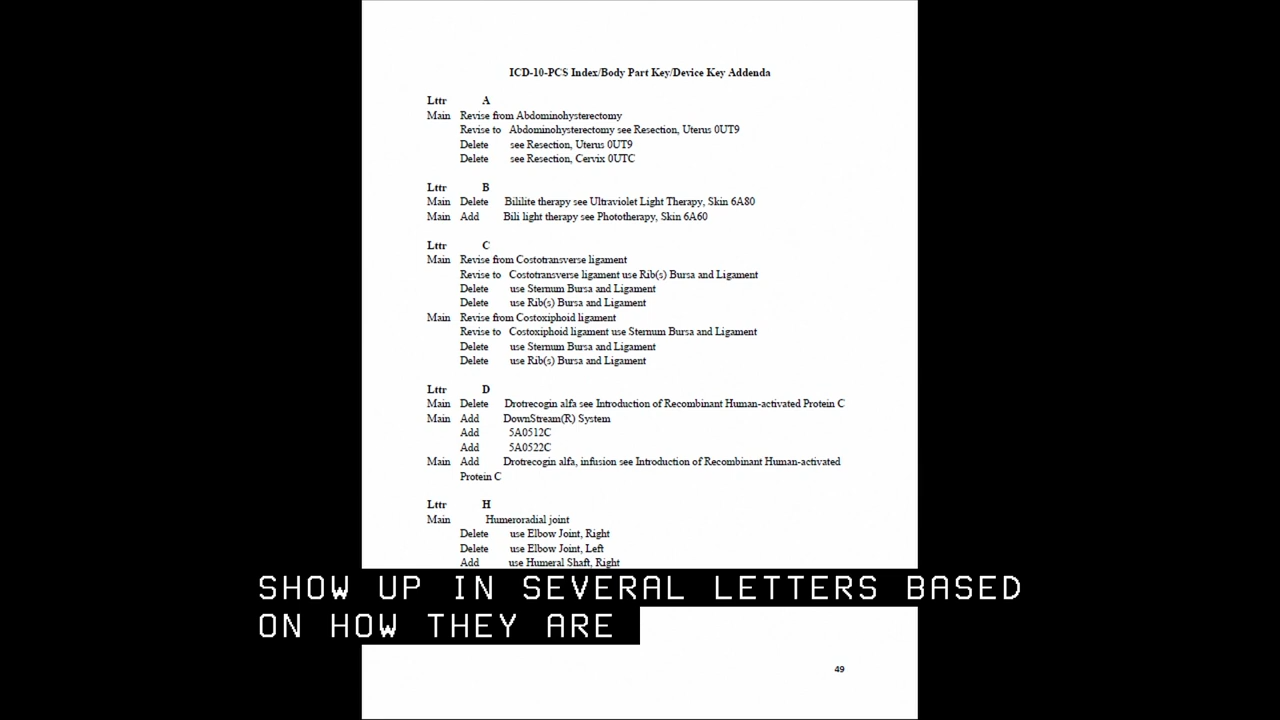 ICD-10-PCS Index/Body Part Key/Device Key Addenda
Lttr A
Main Revise from Abdominohysterectomy
Revise to Abdominohysterectomy see Resection, Uterus 0UT9
Delete see Resection, Uterus 0UT9
Delete see Resection, Cervix 0UTC
Lttr B
Main Delete Bililite therapy see Ultraviolet Light Therapy, Skin 6A80
Main Add Bili light therapy see Phototherapy, Skin 6A60
Lttr C
Main Revise from Costotransverse ligament
Revise to Costotransverse ligament use Rib(s) Bursa and Ligament
Delete use Sternum Bursa and Ligament
Delete use Rib(s) Bursa and Ligament
Main Revise from Costoxiphoid ligament
Revise to Costoxiphoid ligament use Sternum Bursa and Ligament
Delete use Sternum Bursa and Ligament
Delete use Rib(s) Bursa and Ligament
Lttr D
Main Delete Drotrecogin alfa see Introduction of Recombinant Human-activated Protein C
Main Add DownStream(R) System
Add 5A0512C
Add 5A0522C
Main Add Drotrecogin alfa, infusion see Introduction of Recombinant Human-activated
Protein C
Lttr H
Main Humeroradial joint
Delete use Elbow Joint, Right
Delete use Elbow Joint, Left
Add use Humeral Shaft, Right
SHOW UP IN SEVERAL LETTERS BASED
ON HOW THEY ARE
49